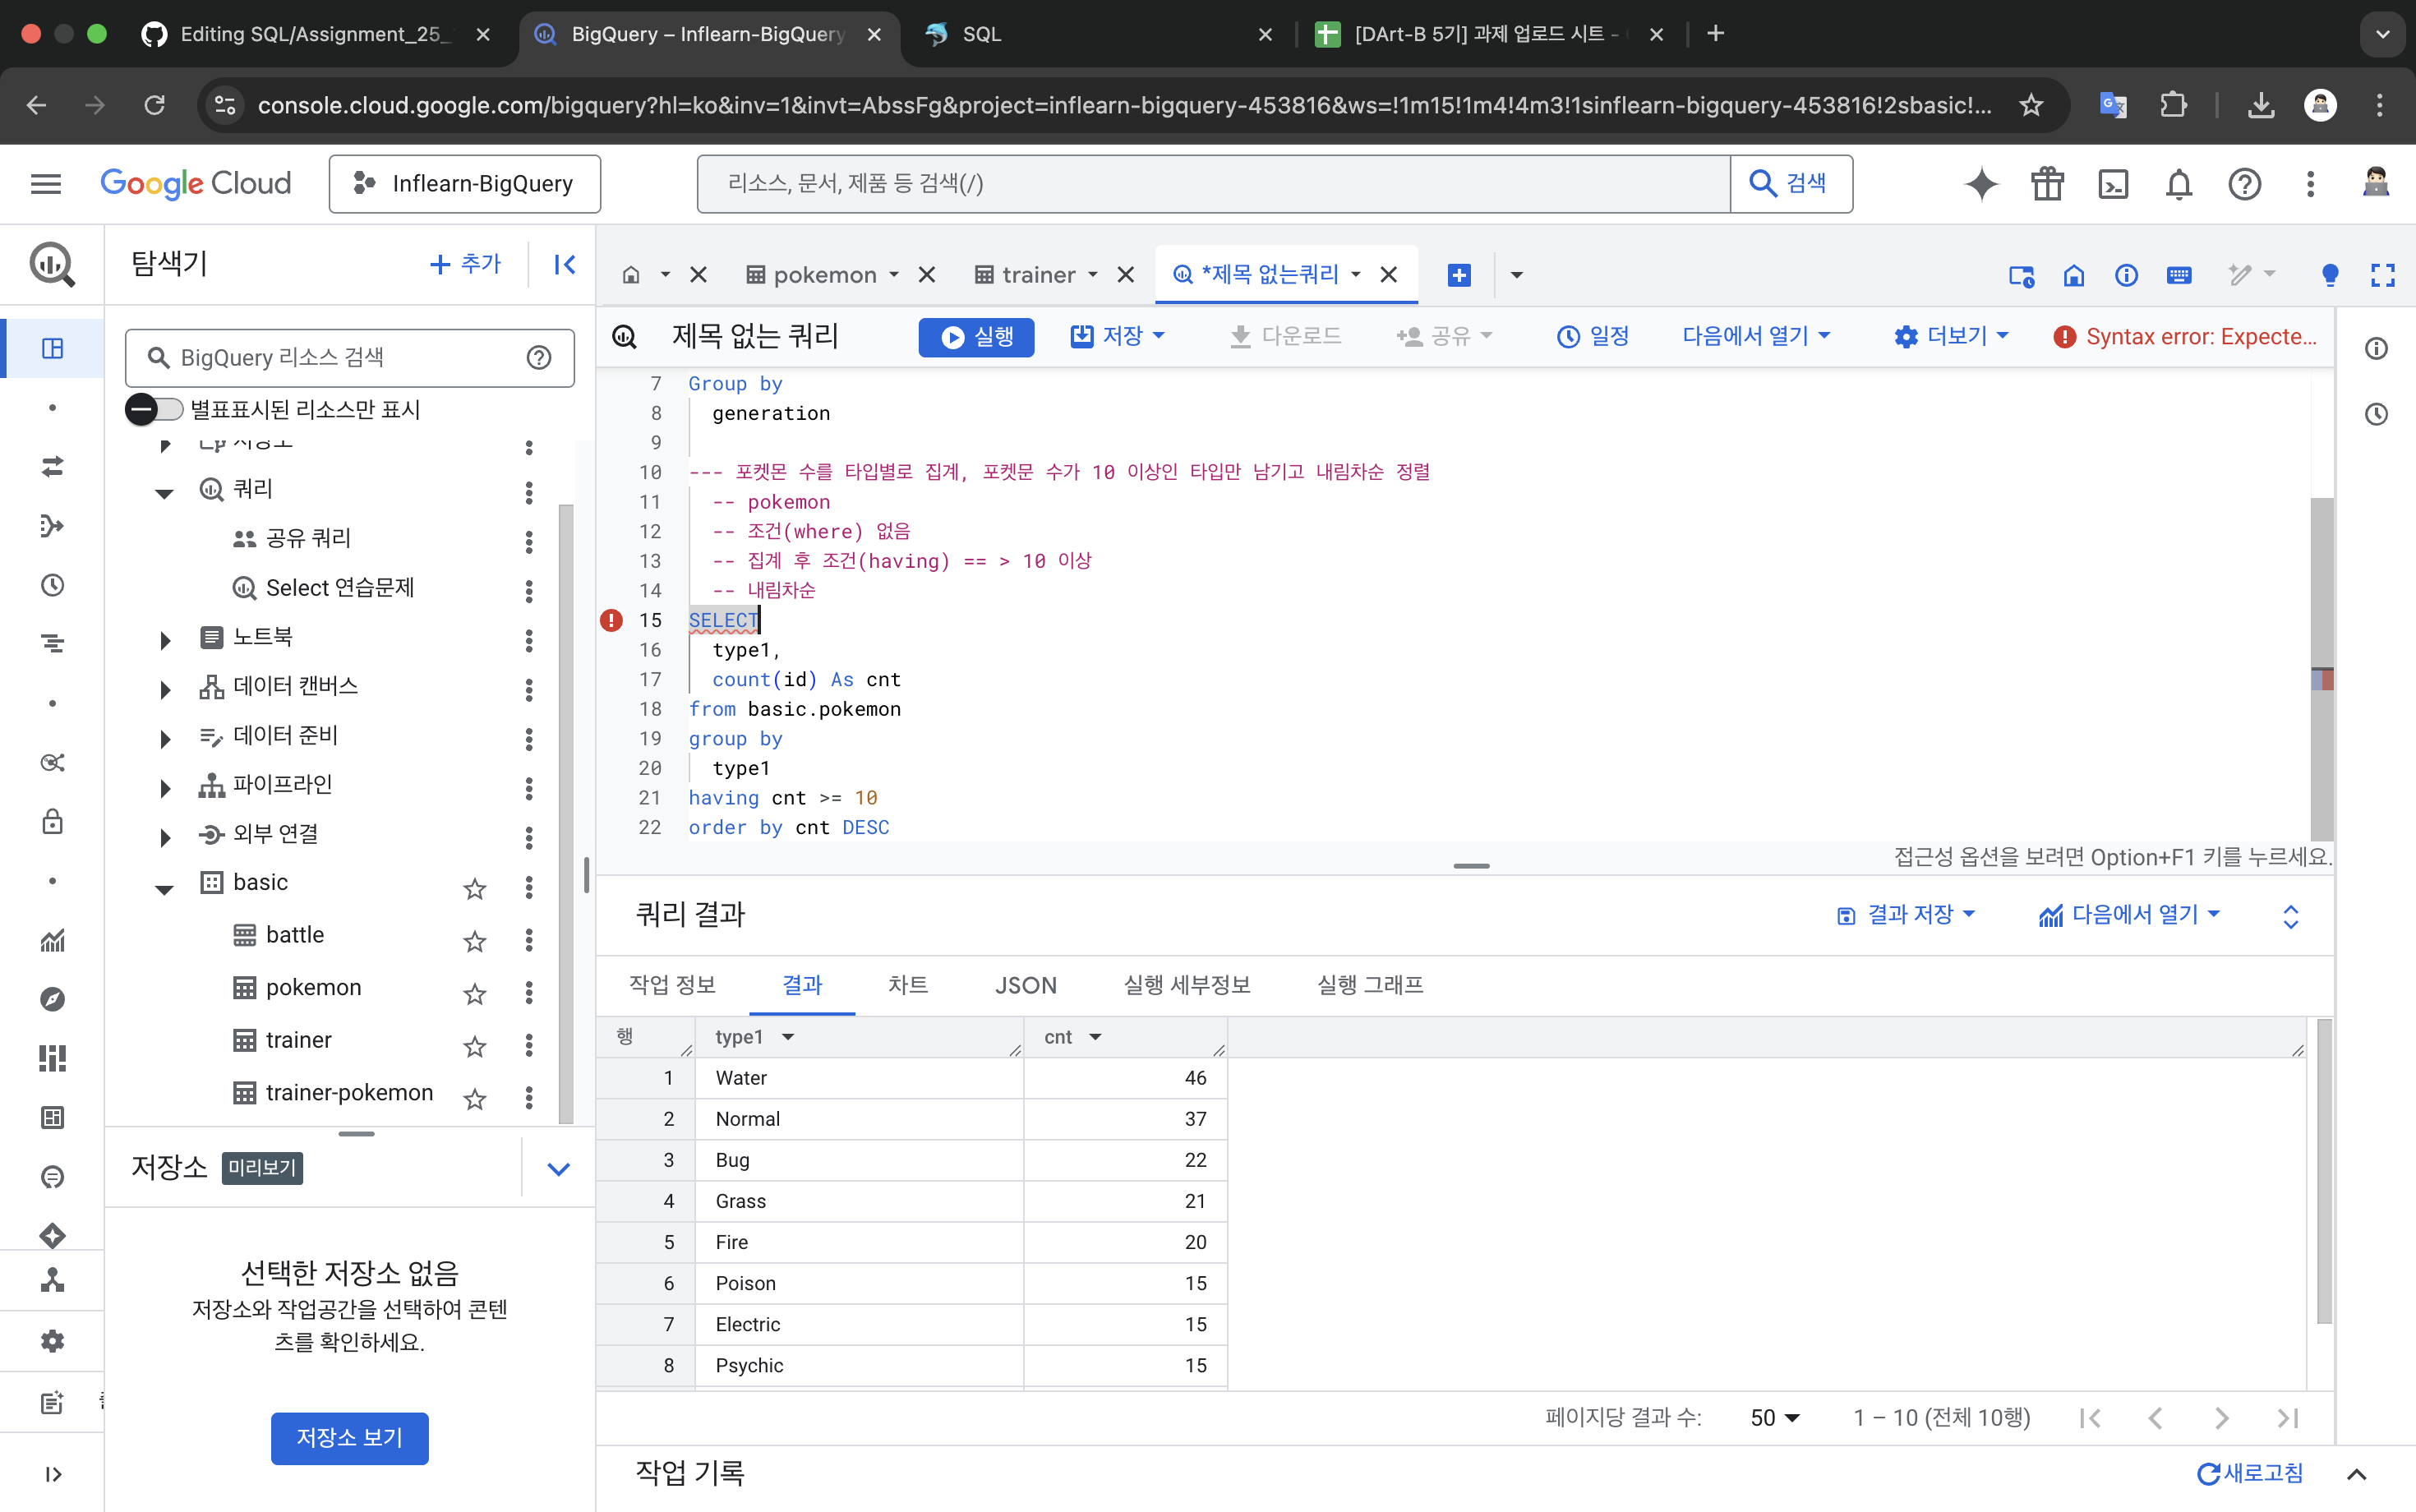 Editing SQL/Assignment_25_
BigQuery – Inflearn-BigQuery
SQL
[DArt-B 5기] 과제 업로드 시트 -
console.cloud.google.com/bigquery?hl=ko&inv=1&invt=AbssFg&project=inflearn-bigquery-453816&ws=!1m15!1m4!4m3!1sinflearn-bigquery-453816!2sbasic!...
Google Cloud
Inflearn-BigQuery
리소스, 문서, 제품 등 검색(/)
검색
탐색기
추가
pokemon
trainer
*제목 없는쿼리
제목 없는 쿼리
실행
저장
다운로드
공유
일정
다음에서 열기
더보기
Syntax error: Expecte...
BigQuery 리소스 검색
별표표시된 리소스만 표시
쿼리
공유 쿼리
Select 연습문제
노트북
데이터 캔버스
데이터 준비
파이프라인
외부 연결
basic
battle
pokemon
trainer
trainer-pokemon
저장소 미리보기
선택한 저장소 없음
저장소와 작업공간을 선택하여 콘텐
츠를 확인하세요.
저장소 보기
7 Group by
8 generation
9
10 --- 포켓몬 수를 타입별로 집계, 포켓문 수가 10 이상인 타입만 남기고 내림차순 정렬
11 -- pokemon
12 -- 조건(where) 없음
13 -- 집계 후 조건(having) == > 10 이상
14 -- 내림차순
15 SELECT
16 type1,
17 count(id) As cnt
18 from basic.pokemon
19 group by
20 type1
21 having cnt >= 10
22 order by cnt DESC
접근성 옵션을 보려면 Option+F1 키를 누르세요.
쿼리 결과
결과 저장
다음에서 열기
작업 정보
결과
차트
JSON
실행 세부정보
실행 그래프
행 type1 cnt
1 Water 46
2 Normal 37
3 Bug 22
4 Grass 21
5 Fire 20
6 Poison 15
7 Electric 15
8 Psychic 15
페이지당 결과 수: 50 1 – 10 (전체 10행)
작업 기록
새로고침